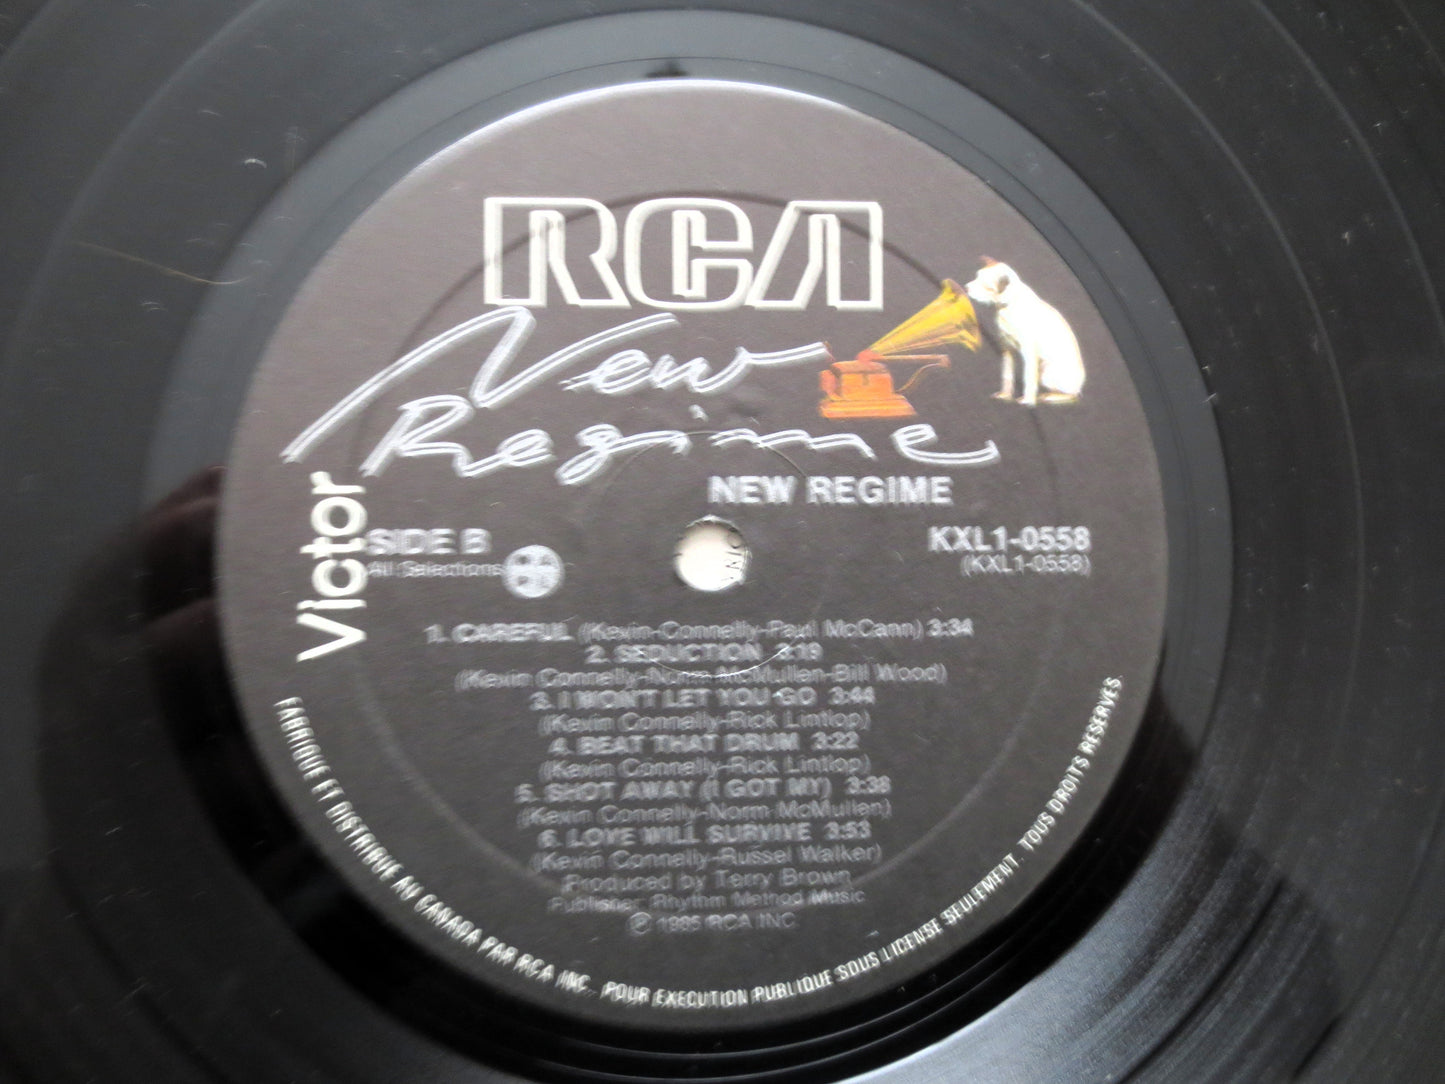 RCA
New
Regime
NEW REGIME
Victor
SIDE B
All Selections
KXL1-0558
(KXL1-0558)
1. CAREFUL (Kevin-Connelly-Paul McCann) 3:34
2. SEDUCTION 3:19
(Kevin Connelly-Norm McMullen-Bill Wood)
3. I WON'T LET YOU GO 3:44
(Kevin Connelly-Rick Lintlop)
4. BEAT THAT DRUM 3:22
(Kevin Connelly-Rick Lintlop)
5. SHOT AWAY (I GOT MY) 3:38
(Kevin Connelly-Norm McMullen)
6. LOVE WILL SURVIVE 3:53
(Kevin Connelly-Russel Walker)
Produced by Terry Brown
Publisher: Rhythm Method Music
℗ 1985 RCA INC.
FABRIQUE ET DISTRIBUE AU CANADA PAR RCA INC. POUR EXECUTION PUBLIQUE SOUS LICENSE SEULEMENT. TOUS DROITS RESERVES.